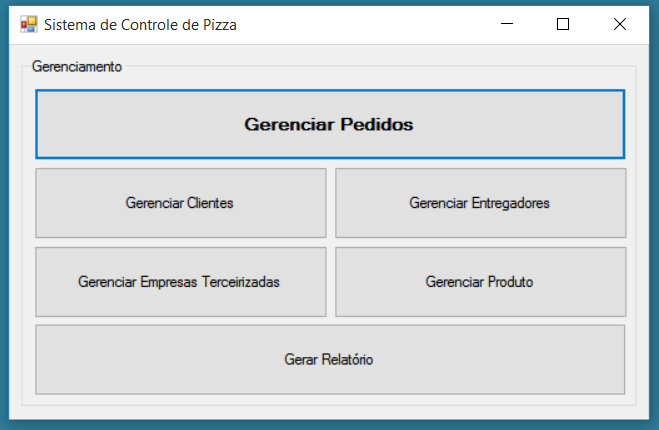 Sistema de Controle de Pizza
Gerenciamento
Gerenciar Pedidos
Gerenciar Clientes
Gerenciar Entregadores
Gerenciar Empresas Terceirizadas
Gerenciar Produto
Gerar Relatório